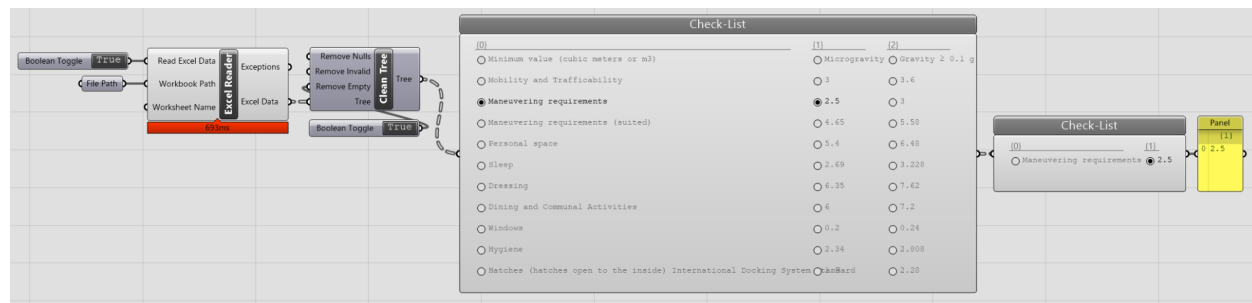 Check-List
{0} {1} {2}
Minimum value (cubic meters or m3) Microgravity Gravity ≥ 0.1 g
Mobility and Trafficability 3 3.6
Maneuvering requirements 2.5 3
Maneuvering requirements (suited) 4.65 5.58
Personal space 5.4 6.48
Sleep 2.69 3.228
Dressing 6.35 7.62
Dining and Communal Activities 6 7.2
Windows 0.2 0.24
Hygiene 2.34 2.808
Hatches (hatches open to the inside) International Docking System Standard 2.28
Boolean Toggle True
File Path
Read Excel Data
Workbook Path
Worksheet Name
Excel Reader
Exceptions
Excel Data
693ms
Remove Nulls
Remove Invalid
Remove Empty
Tree
Clean Tree
Tree
Boolean Toggle True
Check-List
{0} {1}
Maneuvering requirements 2.5
Panel
{1}
0 2.5